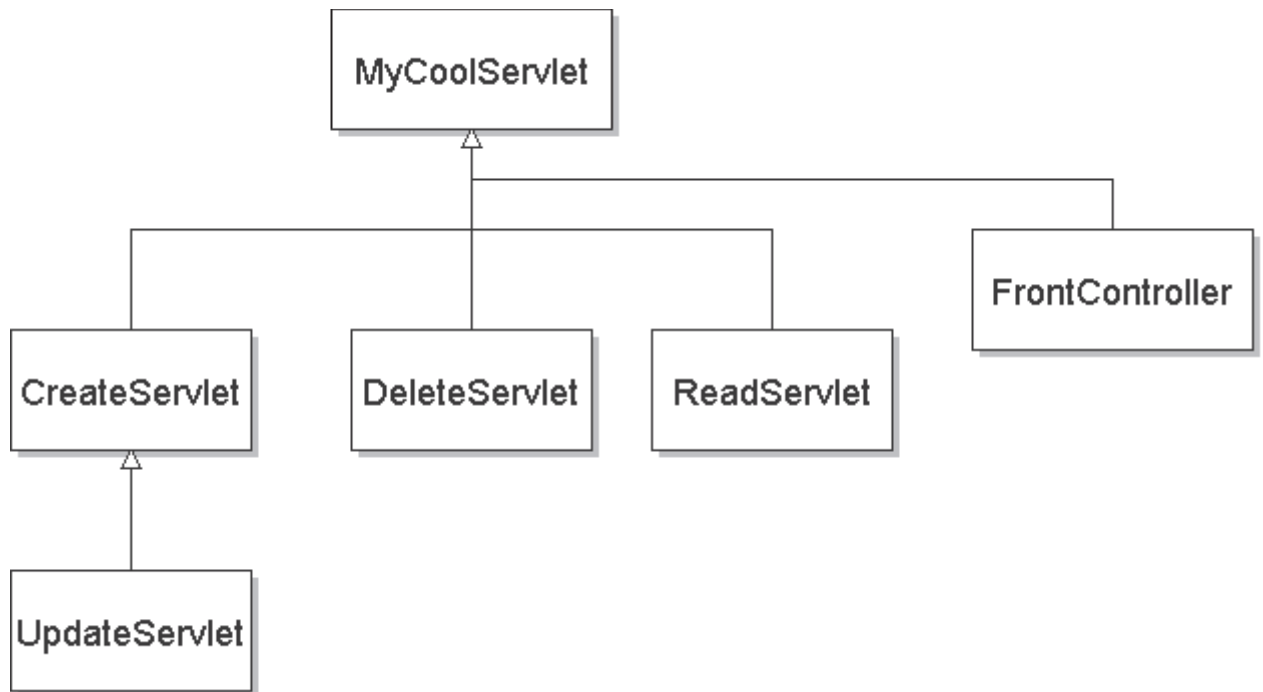 MyCoolServlet
FrontController
CreateServlet
DeleteServlet
ReadServlet
UpdateServlet